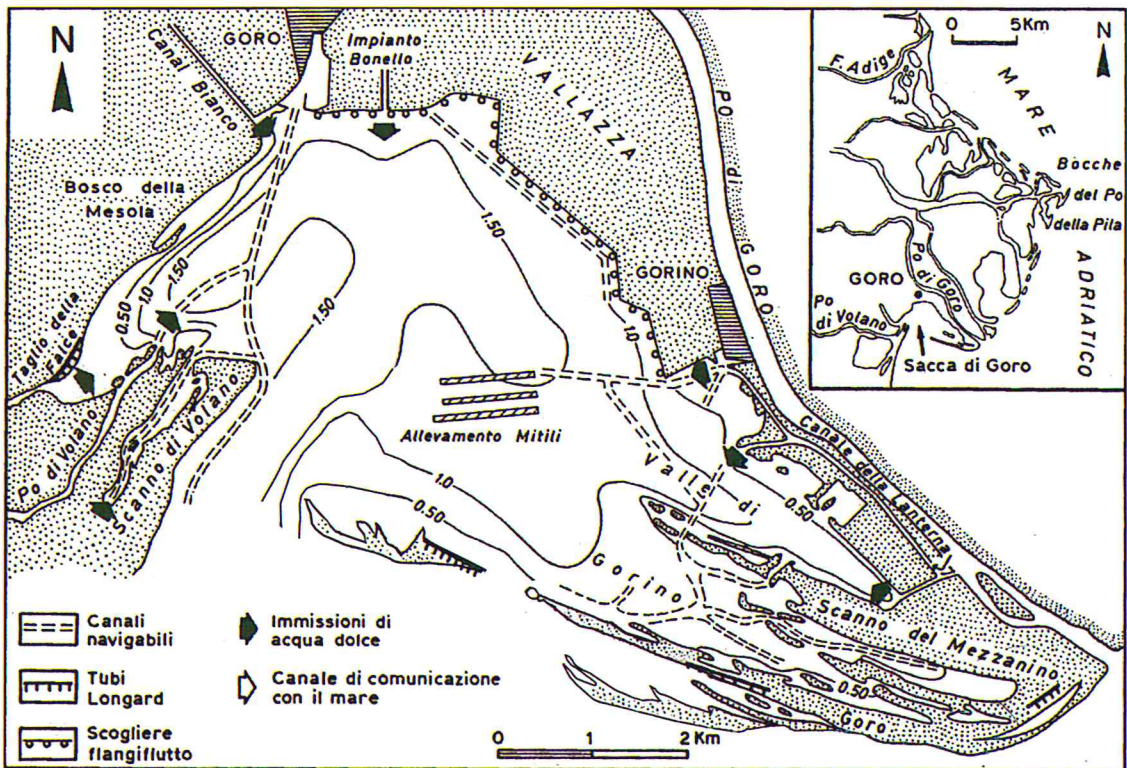 N
GORO
Canal Bianco
Impianto
Bonello
VALLAZZA
PO di GORO
Bosco della
Mesola
1.50
1.50
1.0
0.50
1.50
GORINO
1.0
Taglio della
Falce
Po di Volano
Scanno di Volano
Allevamento Mitili
Canale della Lanterna
Valle di
Gorino
1.0
0.50
0.50
Scanno del Mezzanino
0.50
Goro
Canali
navigabili
Tubi
Longard
Scogliere
flangiflutto
Immissioni di
acqua dolce
Canale di comunicazione
con il mare
0 1 2 Km
0 5Km
N
F. Adige
MARE
ADRIATICO
Bocche
del Po
della Pila
GORO
Po di Goro
Po
di Volano
Sacca di Goro